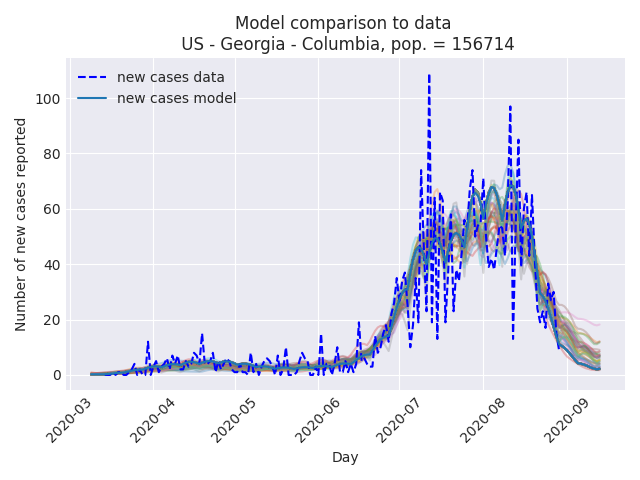 Model comparison to data
US - Georgia - Columbia, pop. = 156714
new cases data
new cases model
Number of new cases reported
100
80
60
40
20
0
2020-03
2020-04
2020-05
2020-06
2020-07
2020-08
2020-09
Day